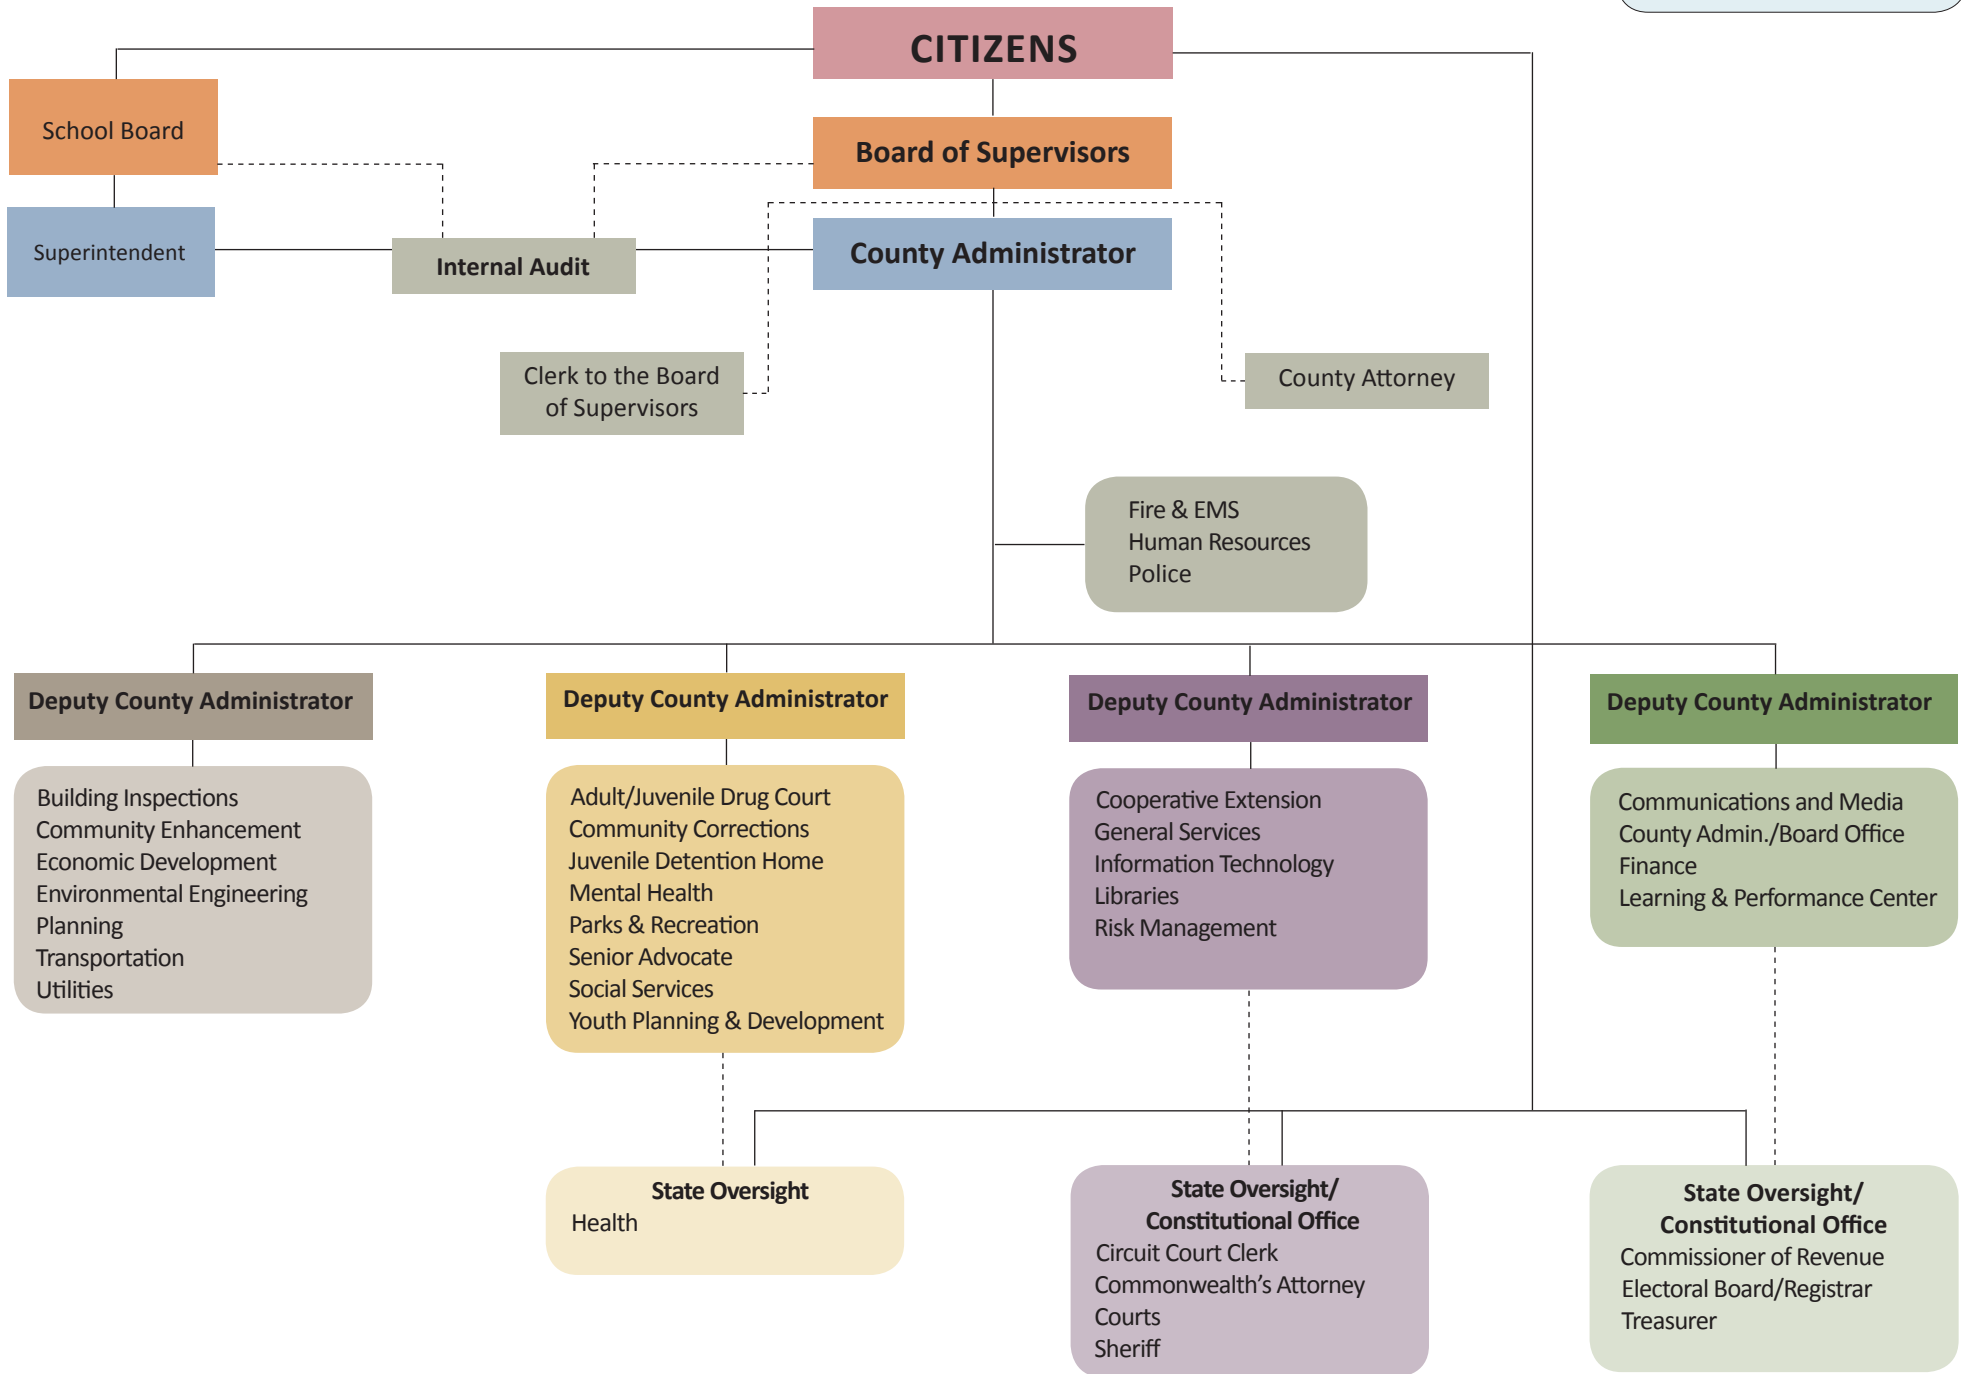 CITIZENS
School Board
Board of Supervisors
Superintendent
Internal Audit
County Administrator
Clerk to the Board
of Supervisors
County Attorney
Fire & EMS
Human Resources
Police
Deputy County Administrator
Building Inspections
Community Enhancement
Economic Development
Environmental Engineering
Planning
Transportation
Utilities
Deputy County Administrator
Adult/Juvenile Drug Court
Community Corrections
Juvenile Detention Home
Mental Health
Parks & Recreation
Senior Advocate
Social Services
Youth Planning & Development
Deputy County Administrator
Cooperative Extension
General Services
Information Technology
Libraries
Risk Management
Deputy County Administrator
Communications and Media
County Admin./Board Office
Finance
Learning & Performance Center
State Oversight
Health
State Oversight/
Constitutional Office
Circuit Court Clerk
Commonwealth’s Attorney
Courts
Sheriff
State Oversight/
Constitutional Office
Commissioner of Revenue
Electoral Board/Registrar
Treasurer